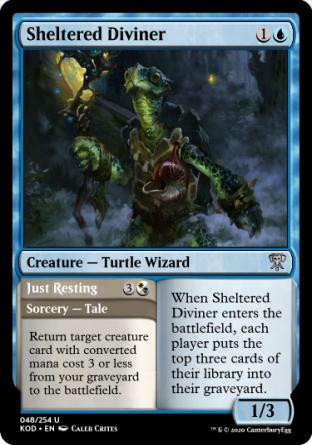 Sheltered Diviner 1
Creature — Turtle Wizard
Just Resting 3
Sorcery — Tale
Return target creature
card with converted
mana cost 3 or less
from your graveyard
to the battlefield.
When Sheltered
Diviner enters the
battlefield, each
player puts the
top three cards of
their library into
their graveyard.
1/3
048/254 U
KOD • EN Caleb Crites
™ & © 2020 CanterburyEgg